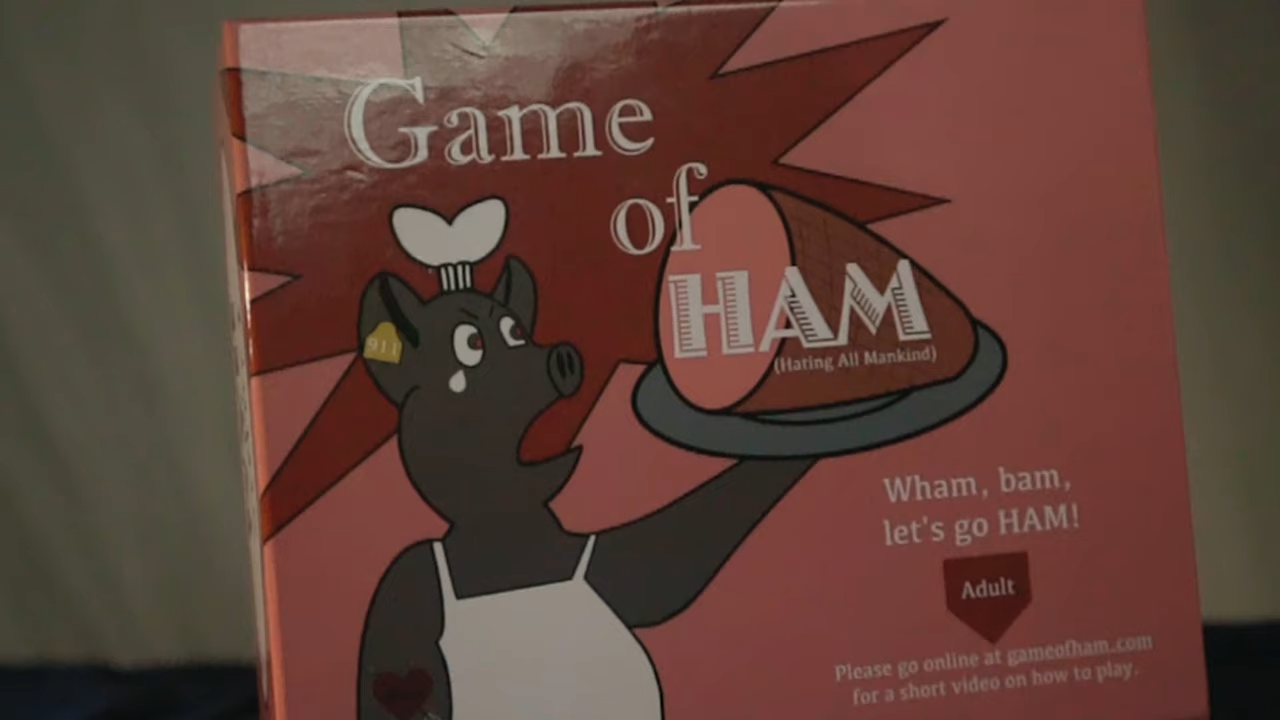 Game
of
HAM
(Hating All Mankind)
911
Wham, bam,
let's go HAM!
Adult
Please go online at gameofham.com
for a short video on how to play.